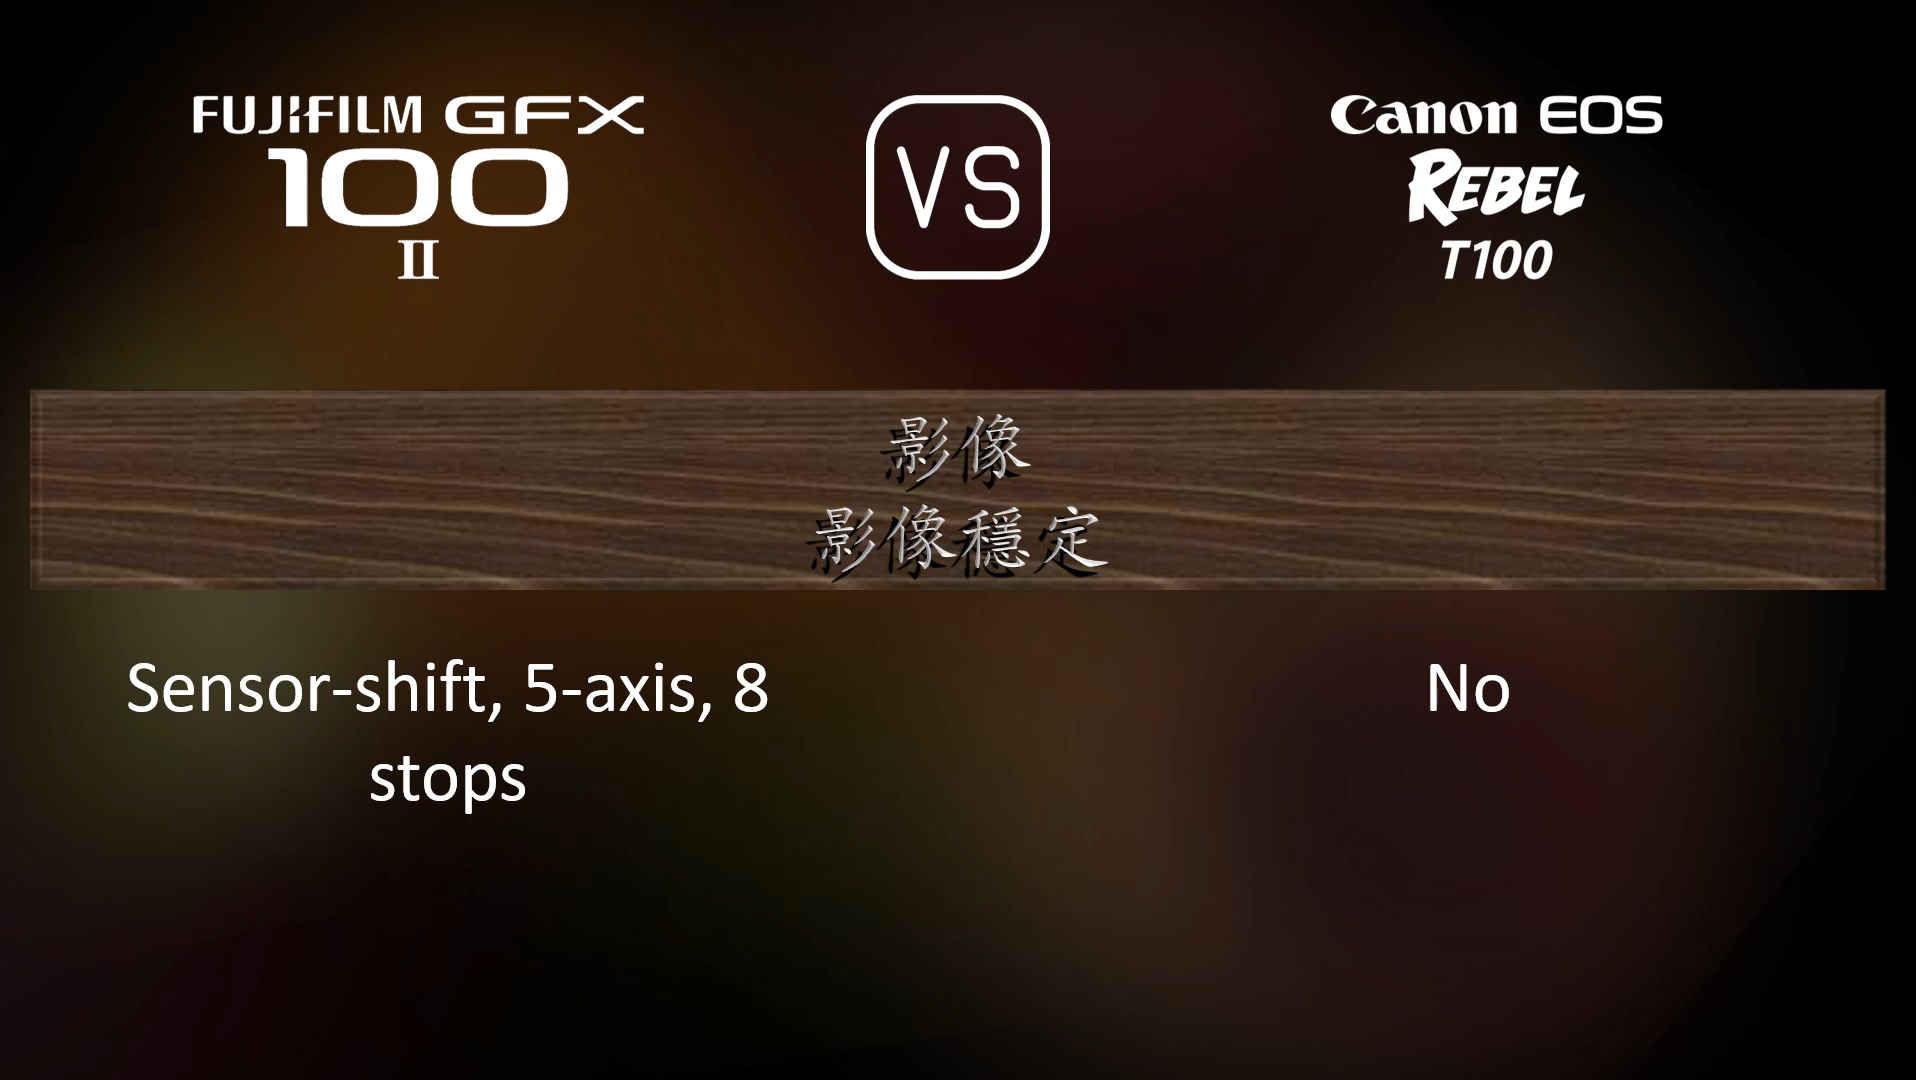 FUJIFILM GFX
100
II
VS
Canon EOS
REBEL
T100
影像
影像穩定
Sensor-shift, 5-axis, 8
stops
No